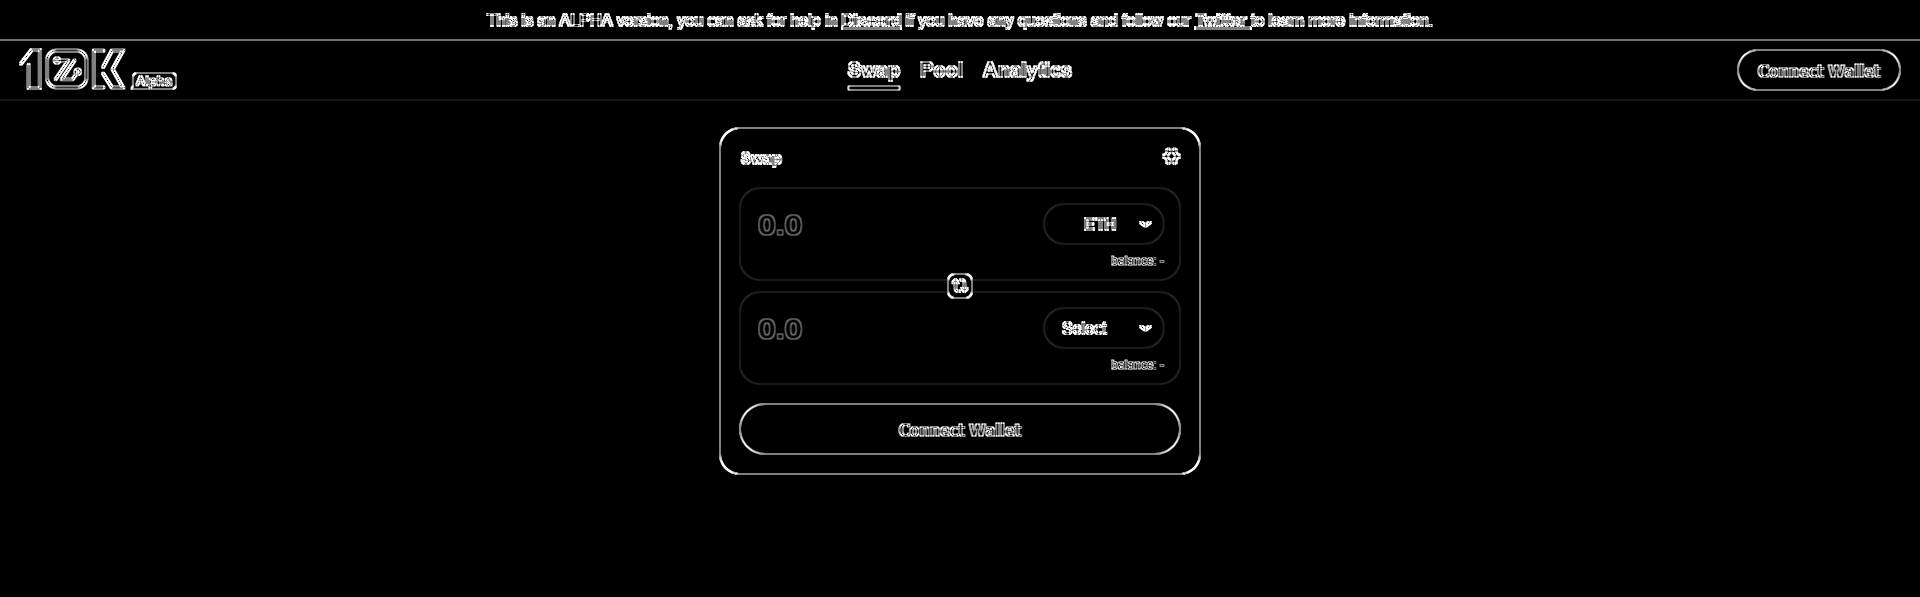 This is an ALPHA version, you can ask for help in Discord if you have any questions and follow our Twitter to learn more information.
10K Alpha
Swap Pool Analytics
Connect Wallet
Swap
0.0 ETH
balance: -
0.0 Select
balance: -
Connect Wallet